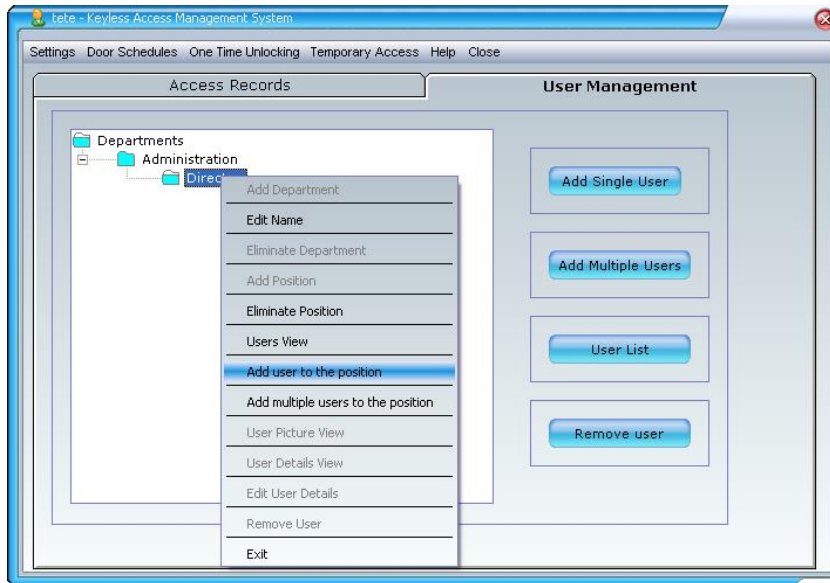 tete - Keyless Access Management System
Settings Door Schedules One Time Unlocking Temporary Access Help Close
Access Records
User Management
Departments
Administration
Add Department
Edit Name
Eliminate Department
Add Position
Eliminate Position
Users View
Add user to the position
Add multiple users to the position
User Picture View
User Details View
Edit User Details
Remove User
Exit
Add Single User
Add Multiple Users
User List
Remove user